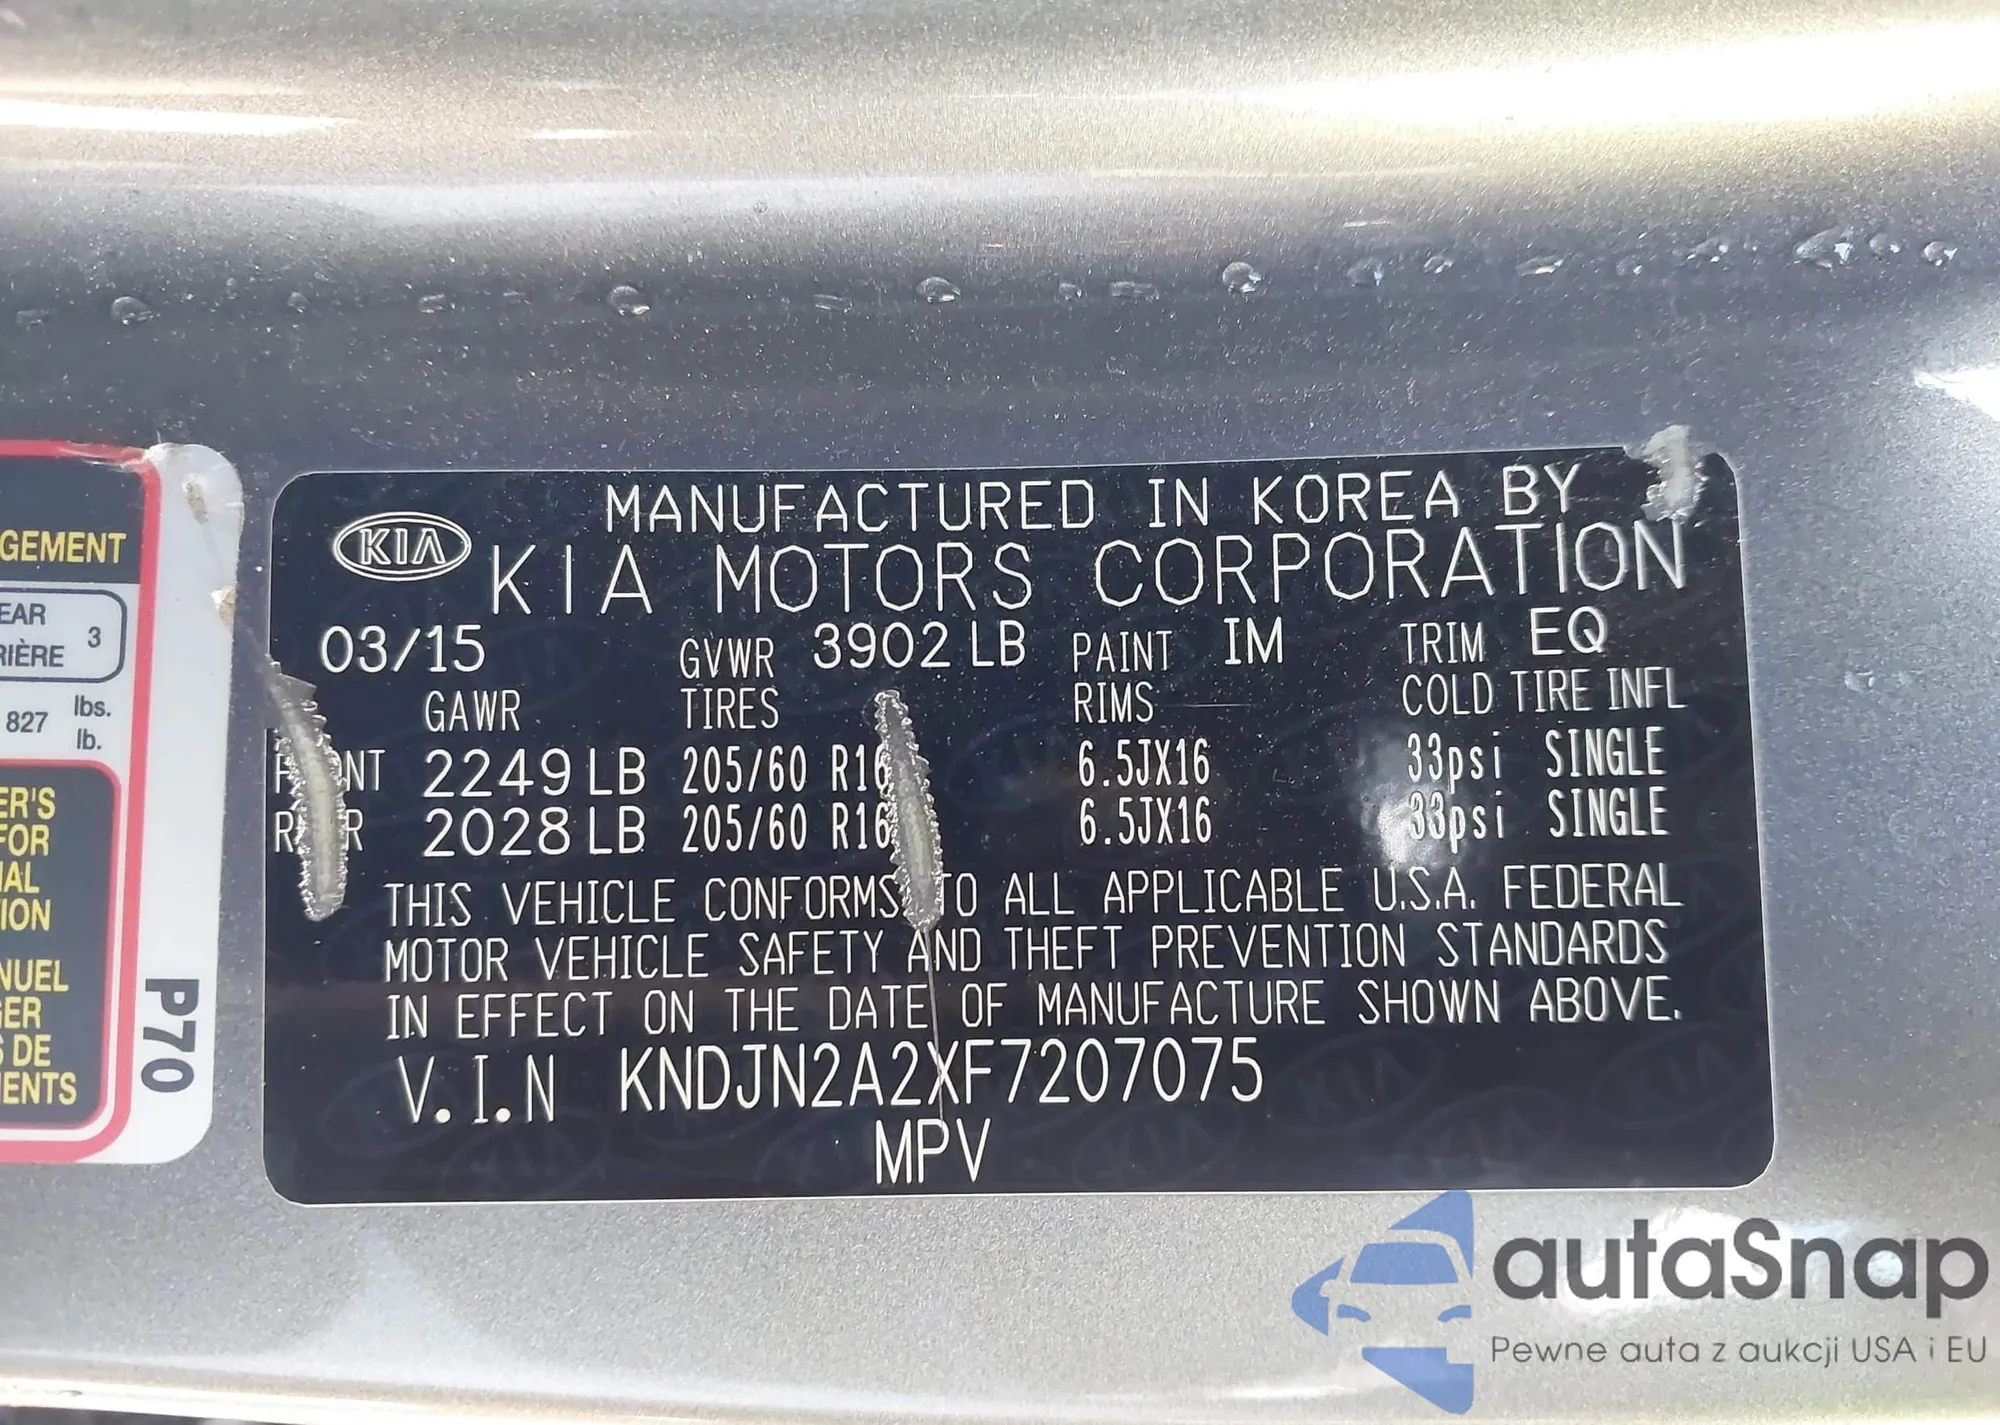 MANUFACTURED IN KOREA BY
KIA
KIA MOTORS CORPORATION
03/15 GVWR 3902 LB PAINT IM TRIM EQ
GAWR TIRES RIMS COLD TIRE INFL
2249 LB 205/60 R16 6.5JX16 33psi SINGLE
2028 LB 205/60 R16 6.5JX16 33psi SINGLE
THIS VEHICLE CONFORMS TO ALL APPLICABLE U.S.A. FEDERAL
MOTOR VEHICLE SAFETY AND THEFT PREVENTION STANDARDS
IN EFFECT ON THE DATE OF MANUFACTURE SHOWN ABOVE.
V.I.N KNDJN2A2XF7207075
MPV
GEMENT
EAR
IÈRE 3
827 lbs.
lb.
ER'S
FOR
AL
ION
NUEL
GER
DE
ENTS
P70
autaSnap
Pewne auta z aukcji USA i EU